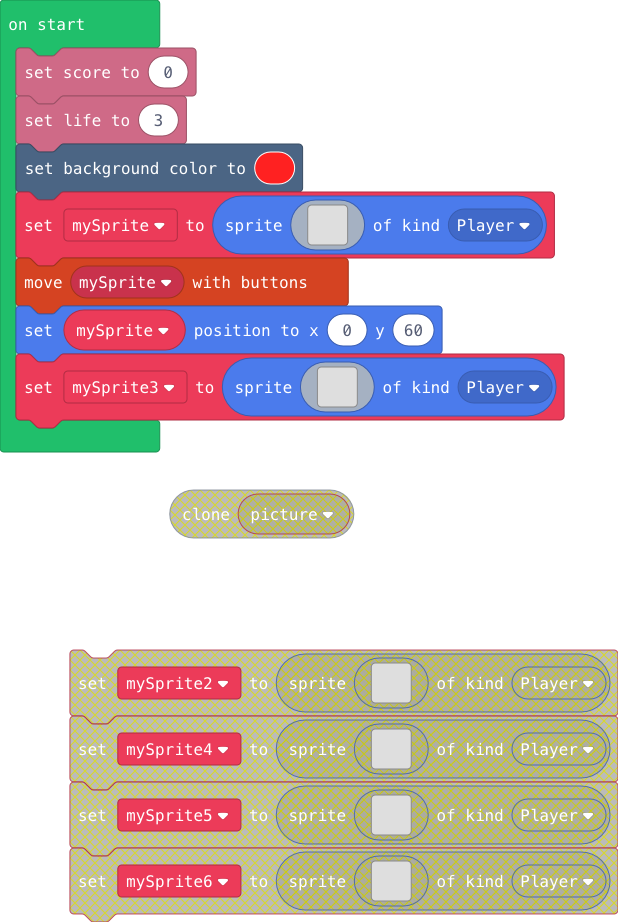 on start
set score to 0
set life to 3
set background color to
set mySprite to sprite of kind Player
move mySprite with buttons
set mySprite position to x 0 y 60
set mySprite3 to sprite of kind Player
clone picture
set mySprite2 to sprite of kind Player
set mySprite4 to sprite of kind Player
set mySprite5 to sprite of kind Player
set mySprite6 to sprite of kind Player